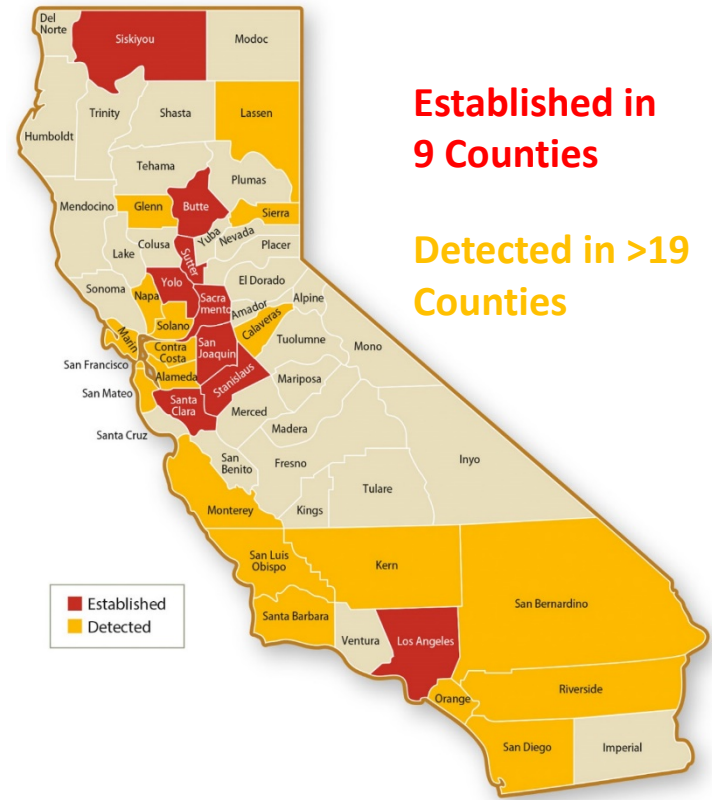 Del
Norte
Siskiyou
Modoc
Trinity
Shasta
Lassen
Humboldt
Tehama
Plumas
Mendocino
Glenn
Butte
Sierra
Lake
Colusa
Sutter
Yuba
Nevada
Placer
Sonoma
Napa
Yolo
Sacra
mento
El Dorado
Amador
Alpine
Marin
Solano
Calaveras
Contra
Costa
San
Joaquin
Tuolumne
Mono
San Francisco
Alameda
Stanislaus
Mariposa
San Mateo
Santa
Clara
Merced
Madera
Santa Cruz
San
Benito
Fresno
Inyo
Tulare
Monterey
Kings
San Luis
Obispo
Kern
San Bernardino
Santa Barbara
Ventura
Los Angeles
Orange
Riverside
San Diego
Imperial
Established in
9 Counties
Detected in >19
Counties
Established
Detected